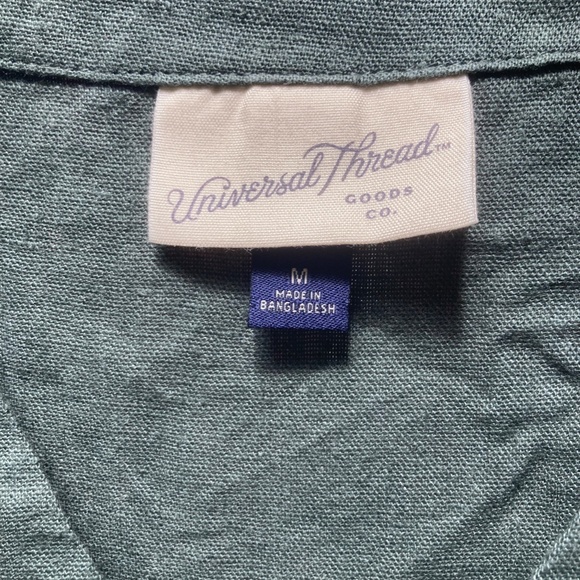 Universal Thread™
GOODS
CO.
M
MADE IN
BANGLADESH